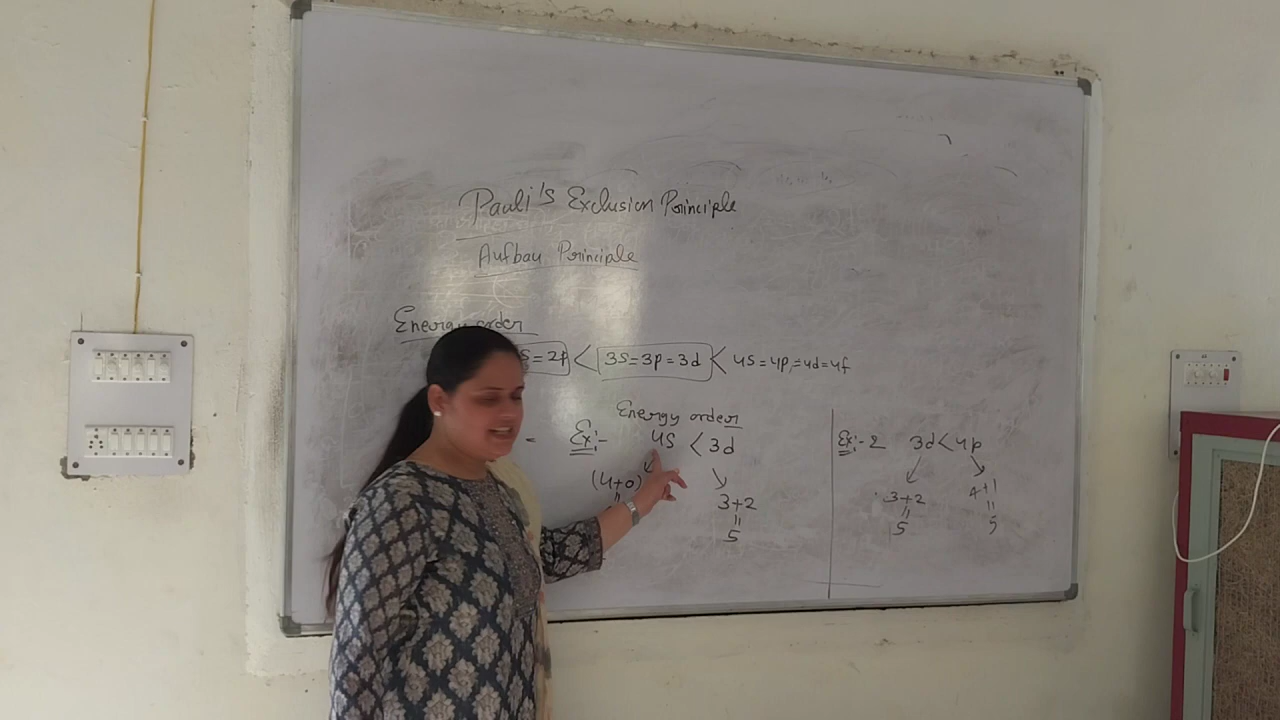 Pauli's Exclusion Principle
Aufbau Principle
Energy order
S = 2p < 3s = 3p = 3d < 4s = 4p = 4d = 4f
Energy order
= Ex:- 4s < 3d
(4+0) 3+2
" "
5
Ex:- 2 3d < 4p
3+2 4+1
" "
5 5